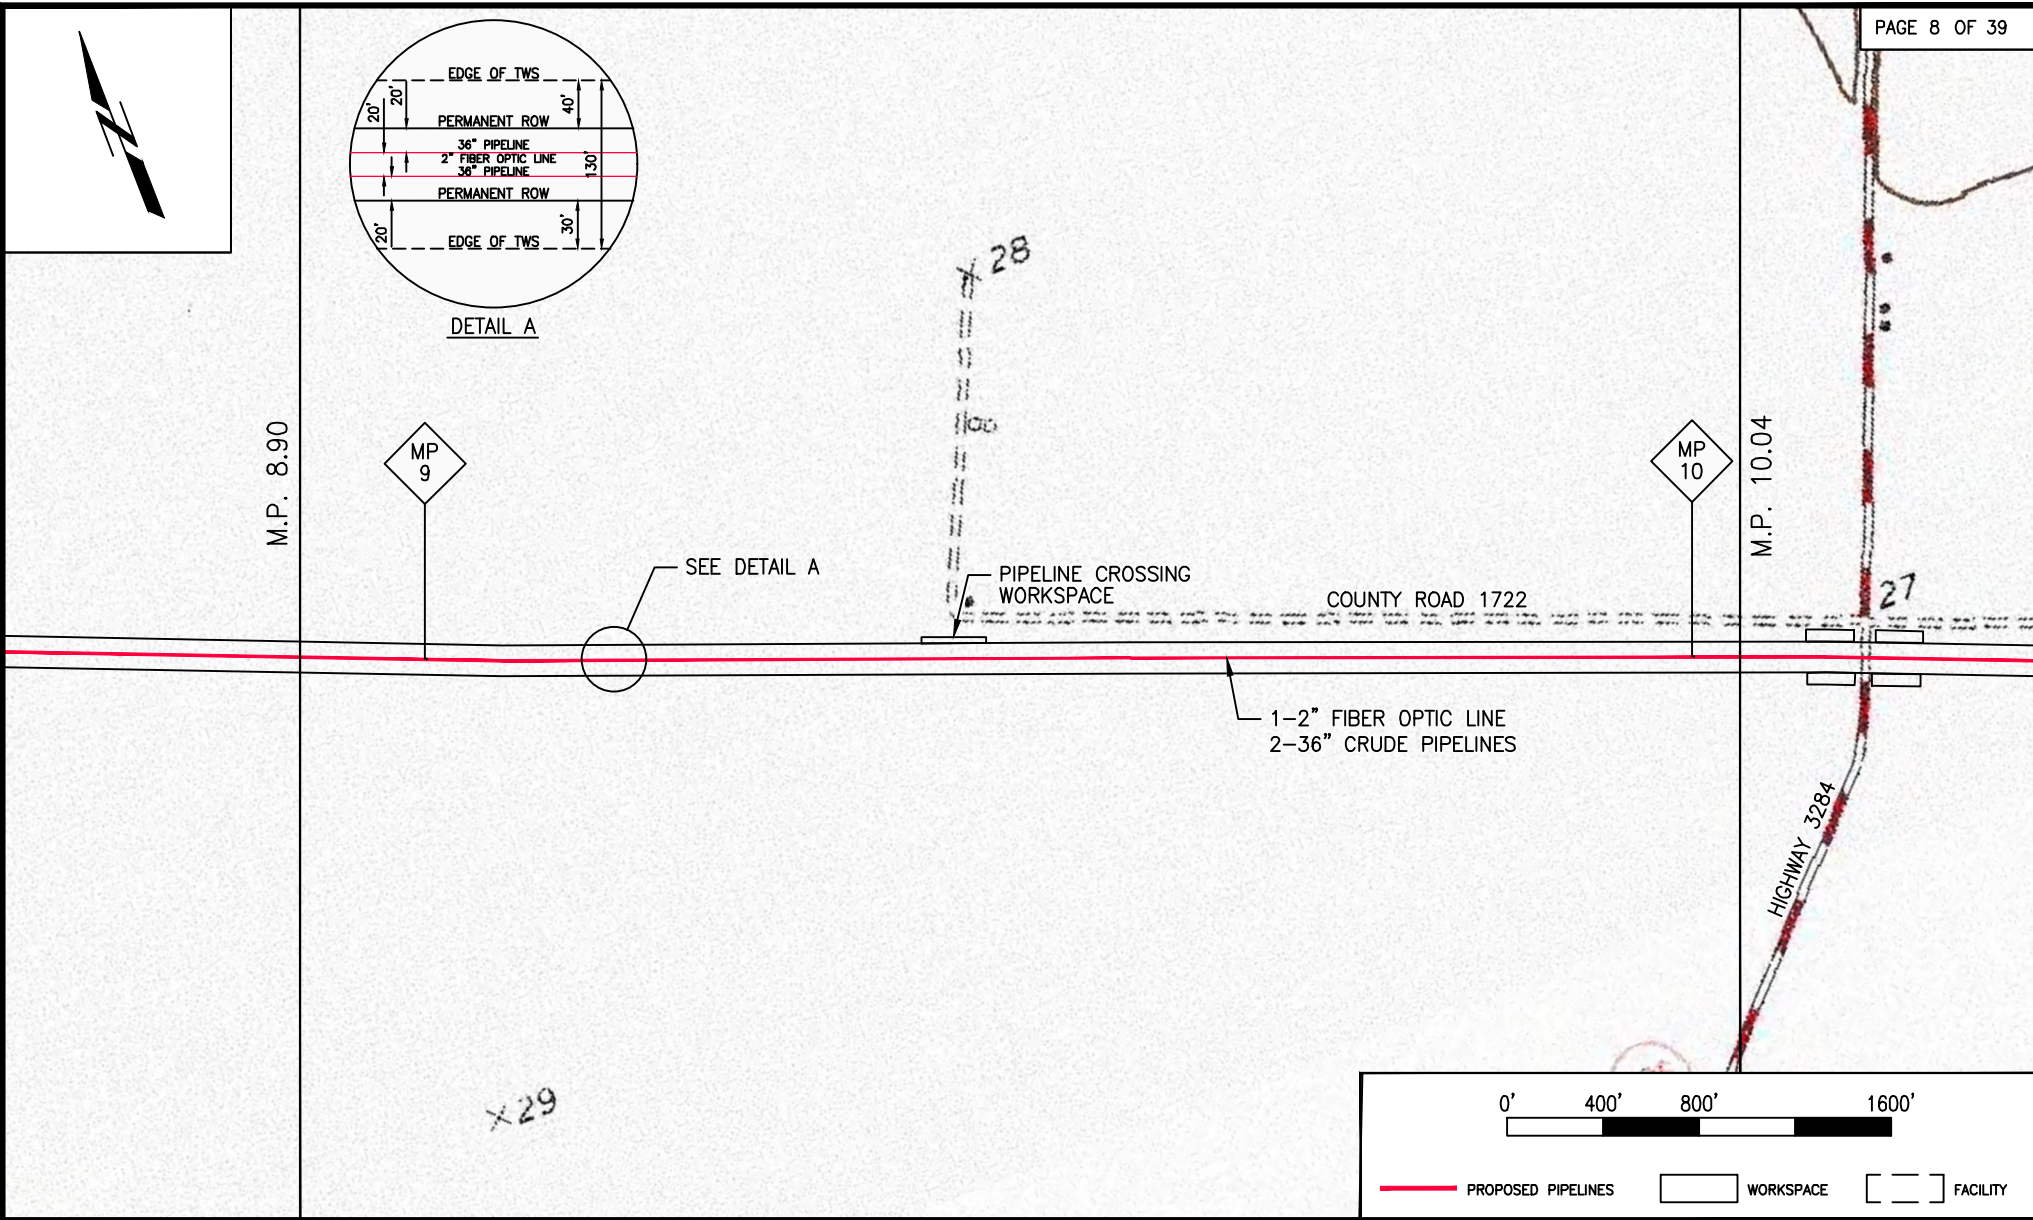 PAGE 8 OF 39
EDGE OF TWS
20'
20'
40'
PERMANENT ROW
36" PIPELINE
2" FIBER OPTIC LINE
36" PIPELINE
130'
PERMANENT ROW
20'
30'
EDGE OF TWS
DETAIL A
28
M.P. 8.90
MP
9
MP
10
M.P. 10.04
SEE DETAIL A
PIPELINE CROSSING
WORKSPACE
COUNTY ROAD 1722
27
1-2" FIBER OPTIC LINE
2-36" CRUDE PIPELINES
HIGHWAY 3284
29
0' 400' 800' 1600'
PROPOSED PIPELINES
WORKSPACE
FACILITY